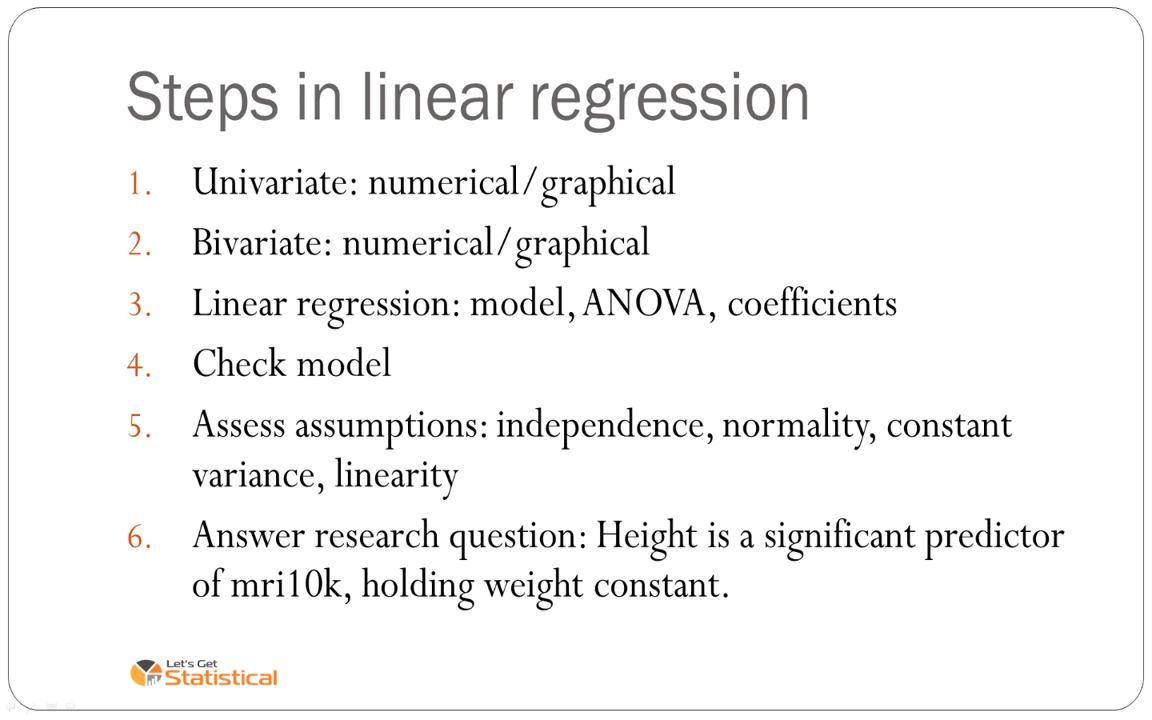 Steps in linear regression
1. Univariate: numerical/graphical
2. Bivariate: numerical/graphical
3. Linear regression: model, ANOVA, coefficients
4. Check model
5. Assess assumptions: independence, normality, constant
variance, linearity
6. Answer research question: Height is a significant predictor
of mri10k, holding weight constant.
Let's Get
Statistical